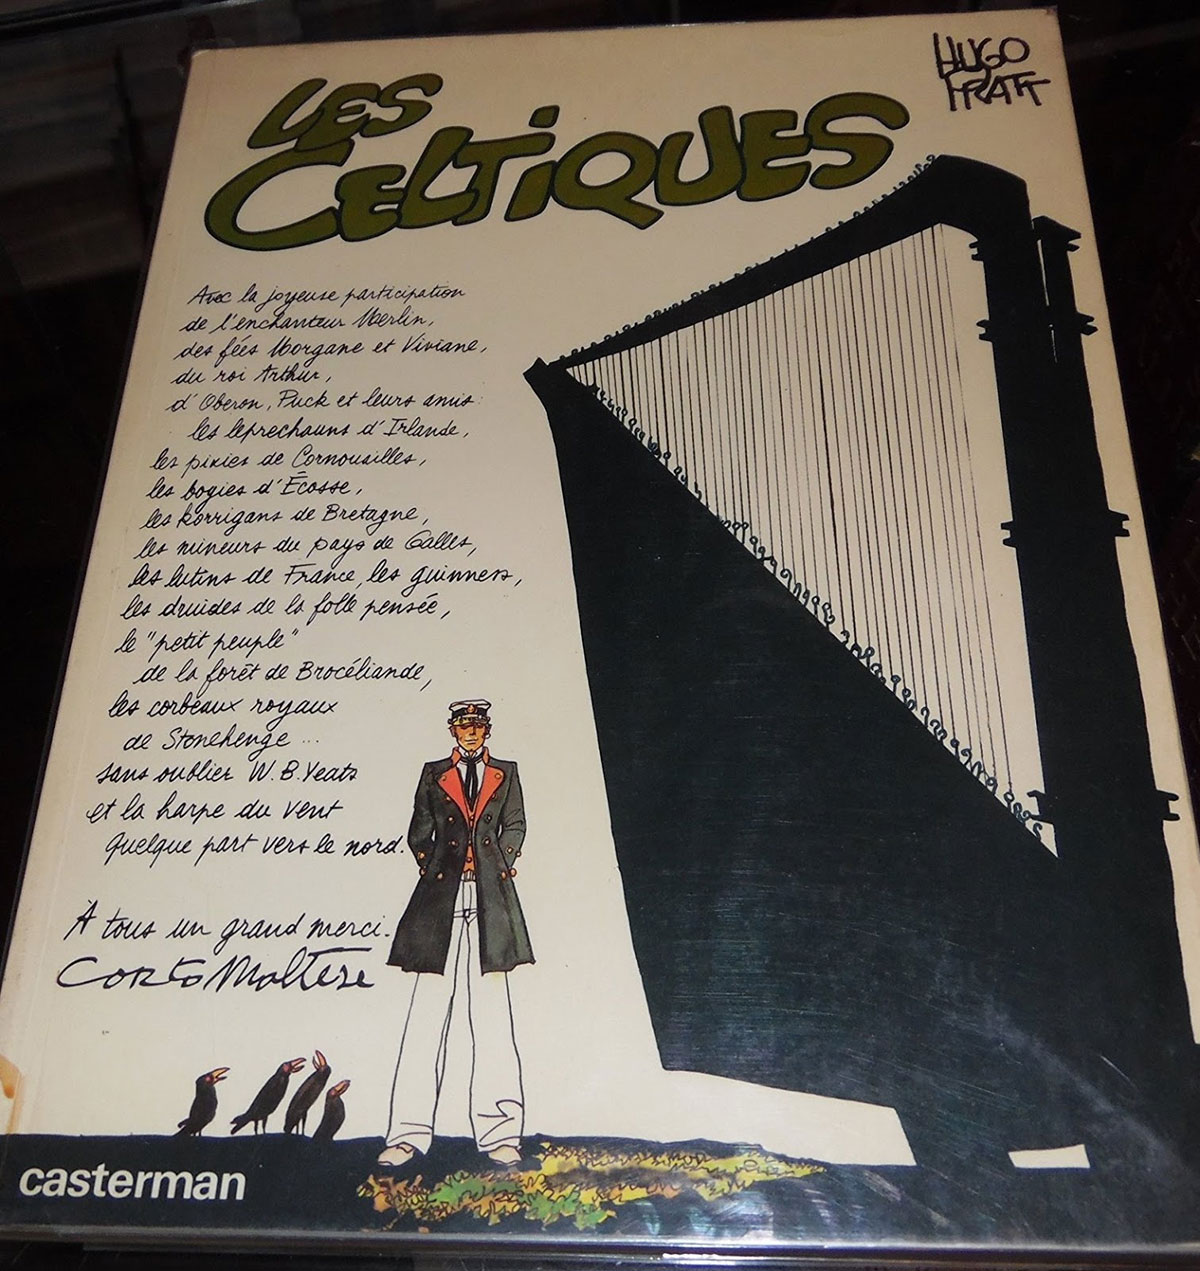 HUGO
PRATT
LES
CELTIQUES
Avec la joyeuse participation
de l'enchanteur Merlin,
des fées Morgane et Viviane,
du roi Arthur,
d'Oberon, Puck et leurs amis:
les leprechauns d'Irlande,
les pixies de Cornouailles,
les bogies d'Écosse,
les korrigans de Bretagne,
les mineurs du pays de Galles,
les lutins de France, les guinness,
les druides de la folle pensée,
le "petit peuple"
de la forêt de Brocéliande,
les corbeaux royaux
de Stonehenge ...
sans oublier W.B.Yeats
et la harpe du vent
quelque part vers le nord.
À tous un grand merci.
Corto Maltese
casterman